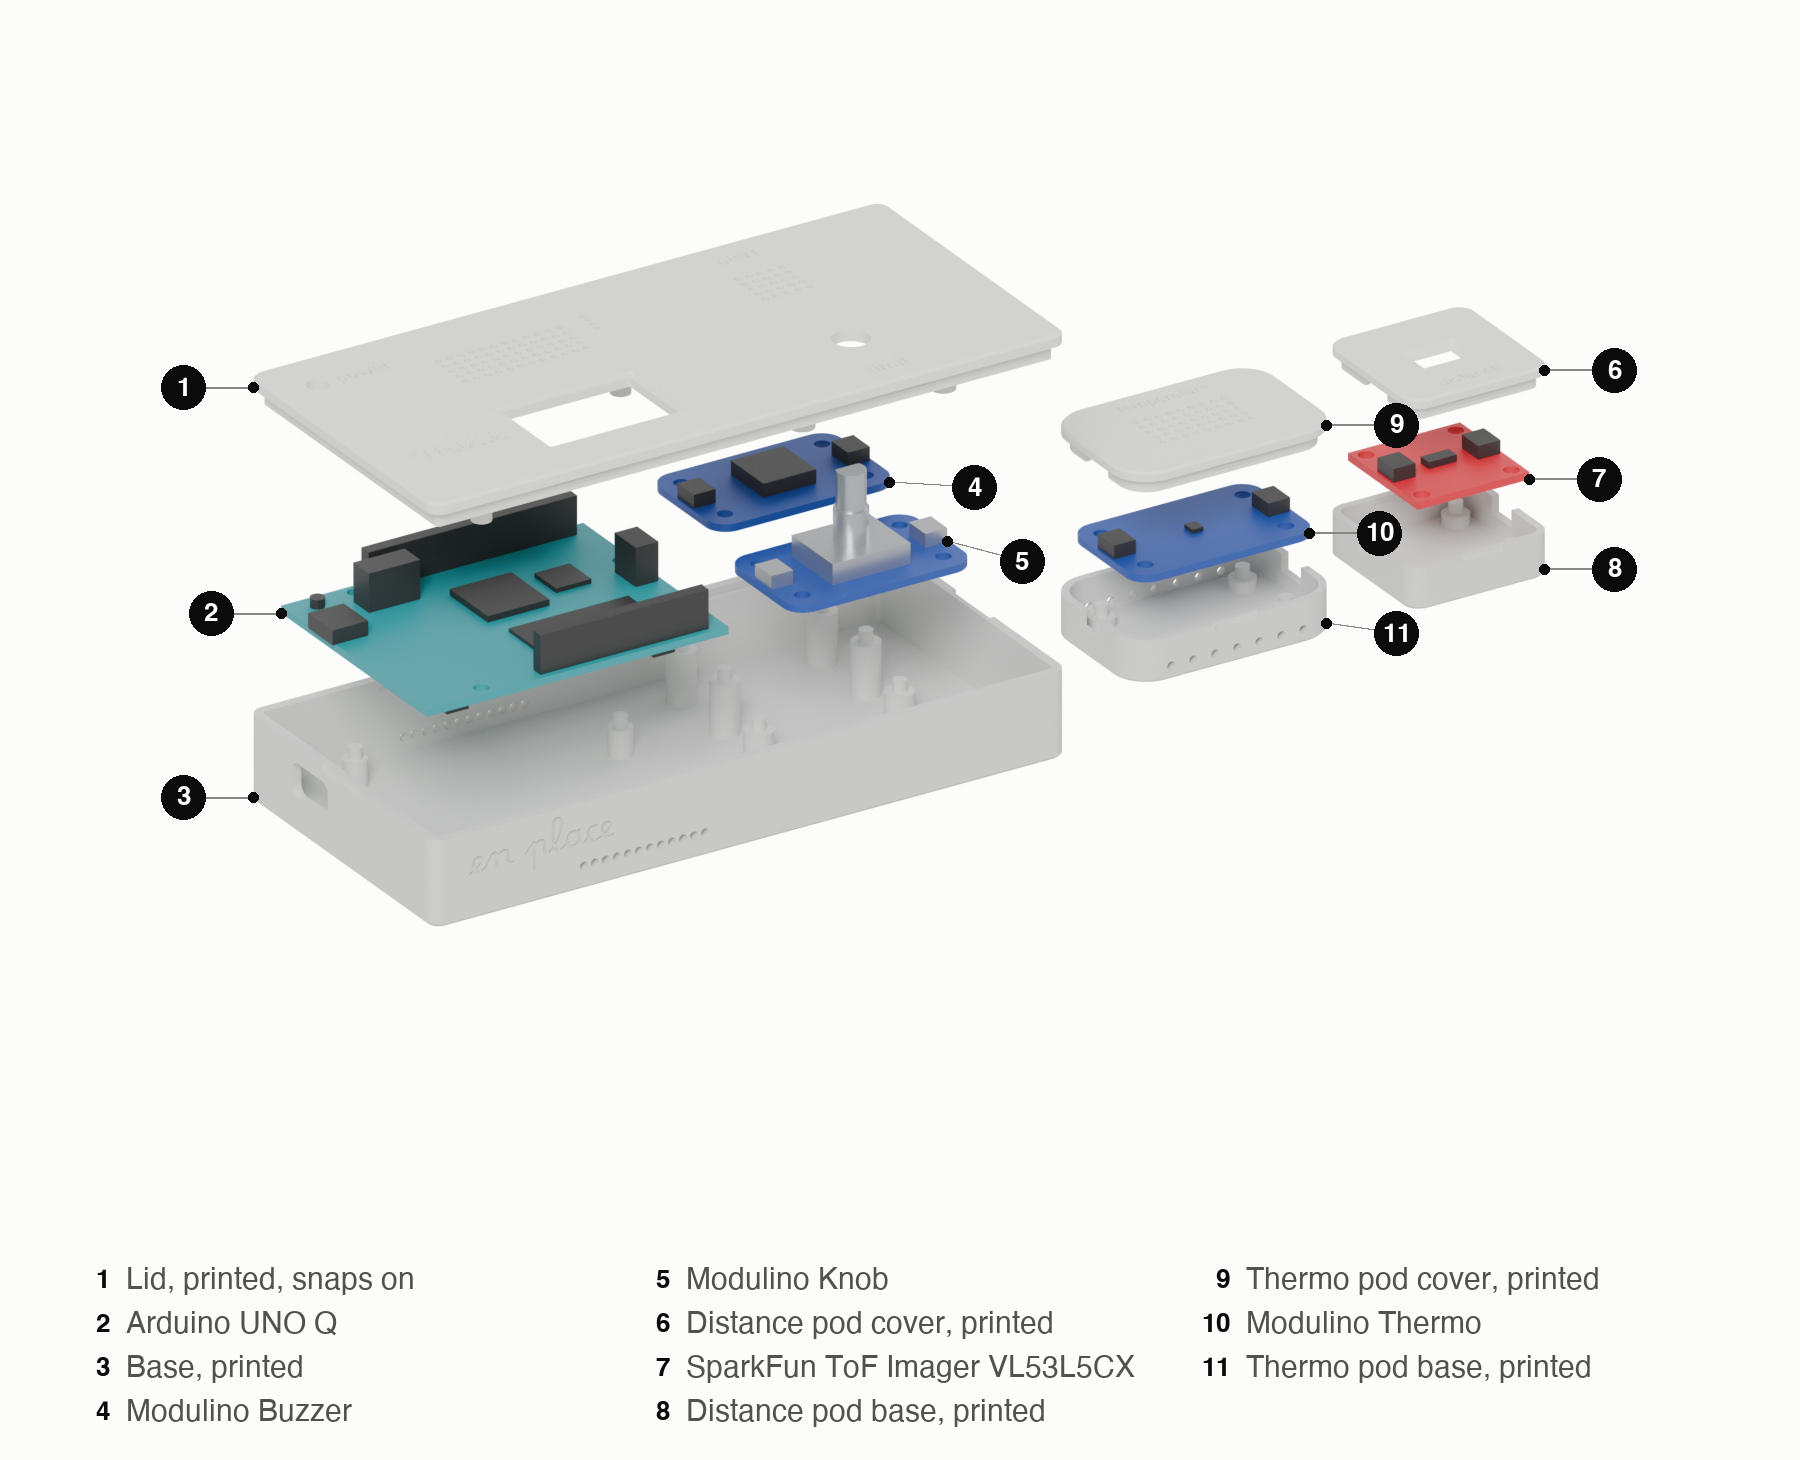 power
alert
knob
1
2
3
4
5
6
7
8
9
10
11
en place
1 Lid, printed, snaps on
2 Arduino UNO Q
3 Base, printed
4 Modulino Buzzer
5 Modulino Knob
6 Distance pod cover, printed
7 SparkFun ToF Imager VL53L5CX
8 Distance pod base, printed
9 Thermo pod cover, printed
10 Modulino Thermo
11 Thermo pod base, printed